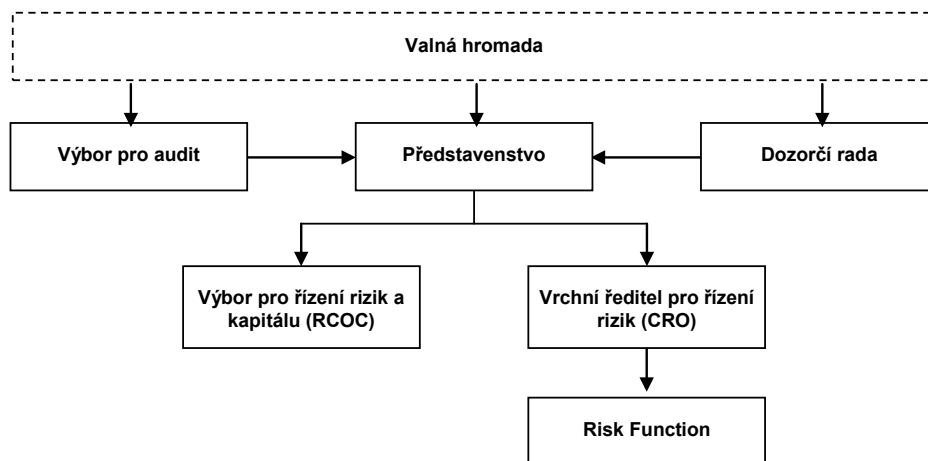 Valná hromada
Výbor pro audit
Představenstvo
Dozorčí rada
Výbor pro řízení rizik a
kapitálu (RCOC)
Vrchní ředitel pro řízení
rizik (CRO)
Risk Function